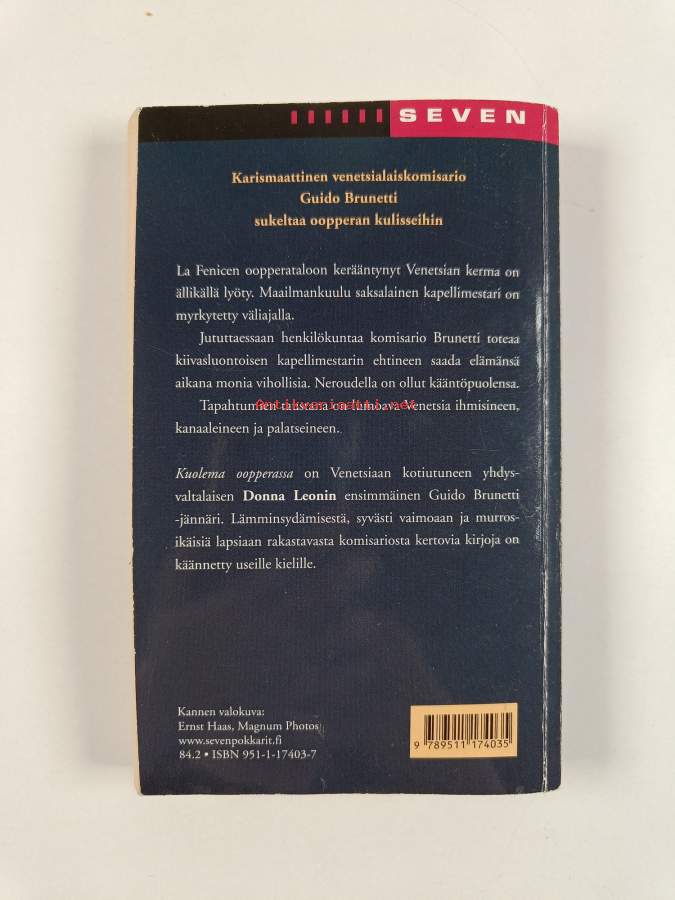 SEVEN
Karismaattinen venetsialaiskomisario
Guido Brunetti
sukeltaa oopperan kulisseihin
La Fenicen oopperataloon kerääntynyt Venetsian kerma on
ällikällä lyöty. Maailmankuulu saksalainen kapellimestari on
myrkytetty väliajalla.
Jututtaessaan henkilökuntaa komisario Brunetti toteaa
kiivasluontoisen kapellimestarin ehtineen saada elämänsä
aikana monia vihollisia. Neroudella on ollut kääntöpuolensa.
Tapahtumien taustana on lumoava Venetsia ihmisineen,
Antikvariaatti.net
kanaaleineen ja palatseineen.
Kuolema oopperassa on Venetsiaan kotiutuneen yhdys-
valtalaisen Donna Leonin ensimmäinen Guido Brunetti
-jännäri. Lämminsydämisestä, syvästi vaimoaan ja murros-
ikäisiä lapsiaan rakastavasta komisariosta kertovia kirjoja on
käännetty useille kielille.
Kannen valokuva:
Ernst Haas, Magnum Photos
www.sevenpokkarit.fi
84.2 • ISBN 951-1-17403-7
9 789511 174035